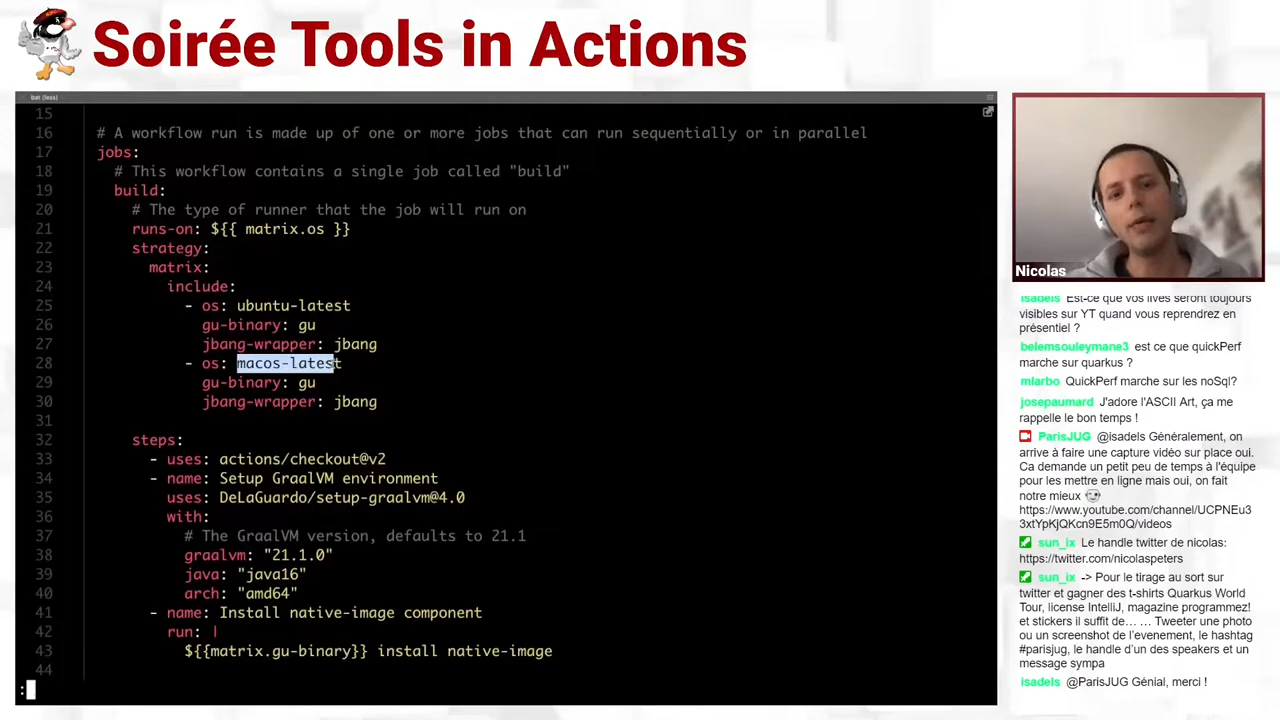 Soirée Tools in Actions
bat (less)
15
16 # A workflow run is made up of one or more jobs that can run sequentially or in parallel
17 jobs:
18 # This workflow contains a single job called "build"
19 build:
20 # The type of runner that the job will run on
21 runs-on: ${{ matrix.os }}
22 strategy:
23 matrix:
24 include:
25 - os: ubuntu-latest
26 gu-binary: gu
27 jbang-wrapper: jbang
28 - os: macos-latest
29 gu-binary: gu
30 jbang-wrapper: jbang
31
32 steps:
33 - uses: actions/checkout@v2
34 - name: Setup GraalVM environment
35 uses: DeLaGuardo/setup-graalvm@4.0
36 with:
37 # The GraalVM version, defaults to 21.1
38 graalvm: "21.1.0"
39 java: "java16"
40 arch: "amd64"
41 - name: Install native-image component
42 run: |
43 ${{matrix.gu-binary}} install native-image
44
:
Nicolas
isadels Est-ce que vos lives seront toujours
visibles sur YT quand vous reprendrez en
présentiel ?
belemsouleymane3 est ce que quickPerf
marche sur quarkus ?
mlarbo QuickPerf marche sur les noSql?
josepaumard J'adore l'ASCII Art, ça me
rappelle le bon temps !
ParisJUG @isadels Généralement, on
arrive à faire une capture vidéo sur place oui.
Ca demande un petit peu de temps à l'équipe
pour les mettre en ligne mais oui, on fait
notre mieux
https://www.youtube.com/channel/UCPNEu3
3xtYpKjQKcn9E5m0Q/videos
sun_ix Le handle twitter de nicolas:
https://twitter.com/nicolaspeters
sun_ix -> Pour le tirage au sort sur
twitter et gagner des t-shirts Quarkus World
Tour, license IntelliJ, magazine programmez!
et stickers il suffit de… … Tweeter une photo
ou un screenshot de l'evenement, le hashtag
#parisjug, le handle d'un des speakers et un
message sympa
isadels @ParisJUG Génial, merci !